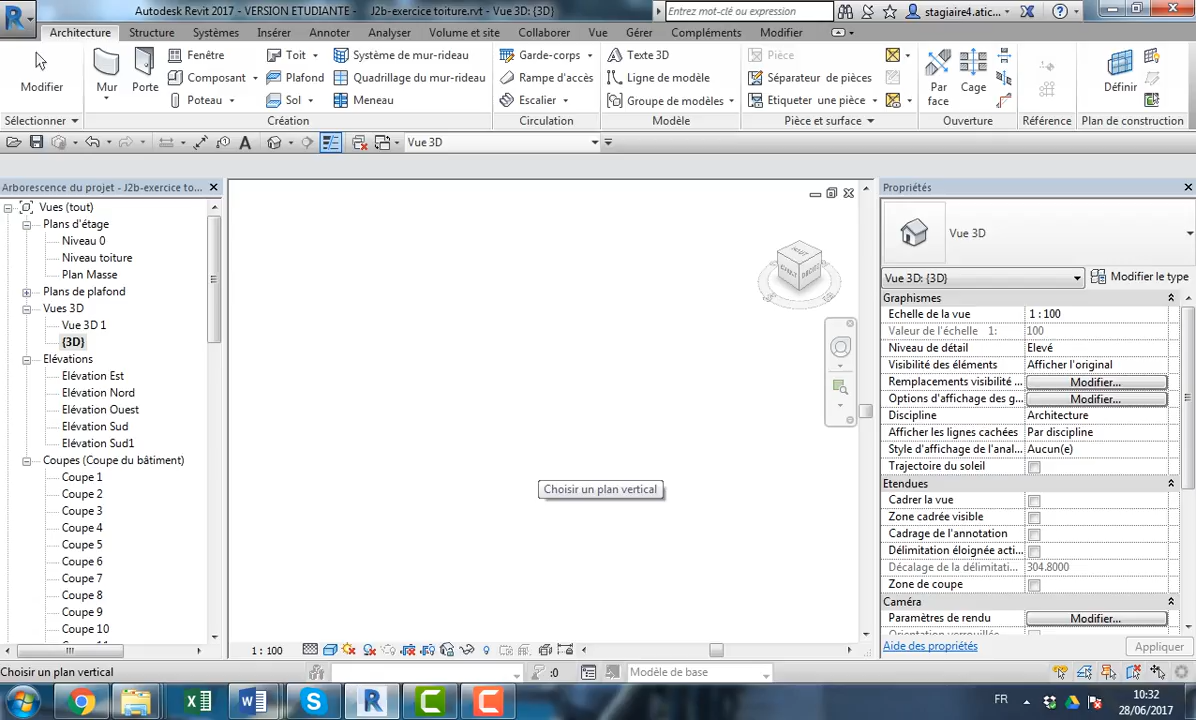 Autodesk Revit 2017 - VERSION ETUDIANTE - J2b-exercice toiture.rvt - Vue 3D: {3D}
Entrez mot-clé ou expression
stagiaire4.atic...
Architecture Structure Systèmes Insérer Annoter Analyser Volume et site Collaborer Vue Gérer Compléments Modifier
Modifier
Mur
Porte
Fenêtre
Composant
Poteau
Toit
Plafond
Sol
Système de mur-rideau
Quadrillage du mur-rideau
Meneau
Garde-corps
Rampe d'accès
Escalier
Texte 3D
Ligne de modèle
Groupe de modèles
Pièce
Séparateur de pièces
Etiqueter une pièce
Par
face
Cage
Définir
Sélectionner
Création
Circulation
Modèle
Pièce et surface
Ouverture
Référence
Plan de construction
Vue 3D
Arborescence du projet - J2b-exercice to...
Vues (tout)
Plans d'étage
Niveau 0
Niveau toiture
Plan Masse
Plans de plafond
Vues 3D
Vue 3D 1
{3D}
Elévations
Elévation Est
Elévation Nord
Elévation Ouest
Elévation Sud
Elévation Sud1
Coupes (Coupe du bâtiment)
Coupe 1
Coupe 2
Coupe 3
Coupe 4
Coupe 5
Coupe 6
Coupe 7
Coupe 8
Coupe 9
Coupe 10
Choisir un plan vertical
1 : 100
Propriétés
Vue 3D
Vue 3D: {3D}
Modifier le type
Graphismes
Echelle de la vue 1 : 100
Valeur de l'échelle 1: 100
Niveau de détail Elevé
Visibilité des éléments Afficher l'original
Remplacements visibilité ... Modifier...
Options d'affichage des g... Modifier...
Discipline Architecture
Afficher les lignes cachées Par discipline
Style d'affichage de l'anal... Aucun(e)
Trajectoire du soleil
Etendues
Cadrer la vue
Zone cadrée visible
Cadrage de l'annotation
Délimitation éloignée acti...
Décalage de la délimitati... 304.8000
Zone de coupe
Caméra
Paramètres de rendu Modifier...
Aide des propriétés
Appliquer
Choisir un plan vertical
:0
Modèle de base
FR
10:32
28/06/2017